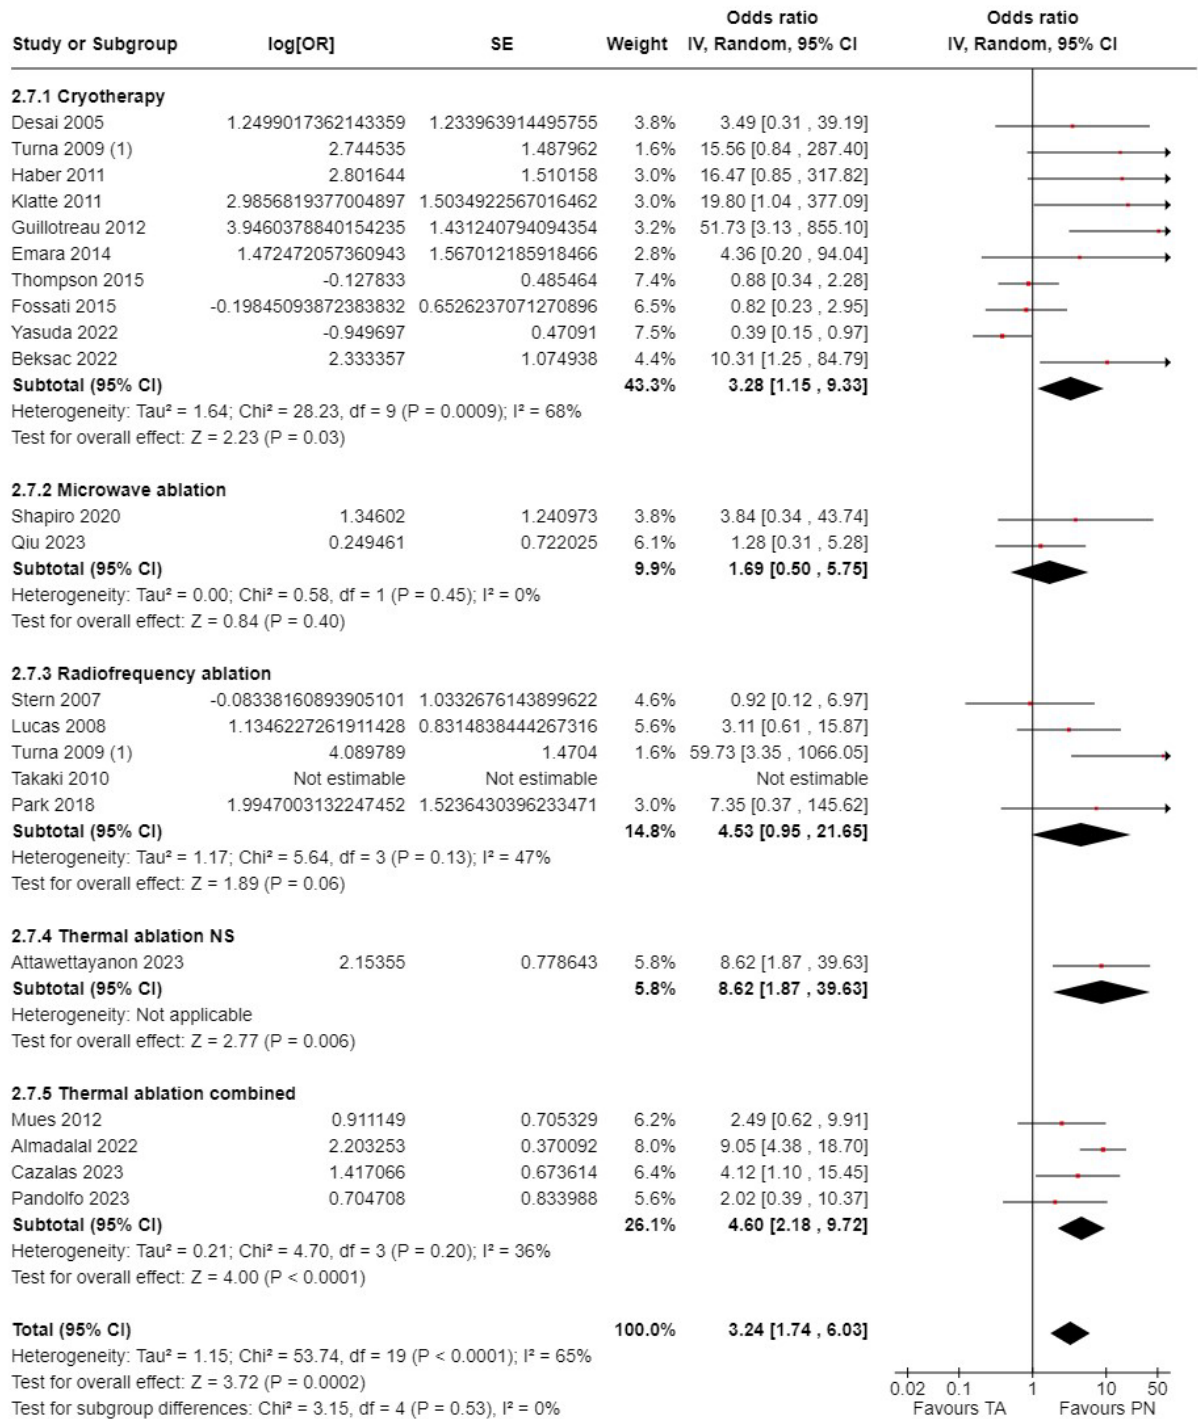 Odds ratio Odds ratio
Study or Subgroup log[OR] SE Weight IV, Random, 95% CI IV, Random, 95% CI
2.7.1 Cryotherapy
Desai 2005 1.2499017362143359 1.233963914495755 3.8% 3.49 [0.31 , 39.19]
Turna 2009 (1) 2.744535 1.487962 1.6% 15.56 [0.84 , 287.40]
Haber 2011 2.801644 1.510158 3.0% 16.47 [0.85 , 317.82]
Klatte 2011 2.9856819377004897 1.5034922567016462 3.0% 19.80 [1.04 , 377.09]
Guillotreau 2012 3.9460378840154235 1.431240794094354 3.2% 51.73 [3.13 , 855.10]
Emara 2014 1.472472057360943 1.567012185918466 2.8% 4.36 [0.20 , 94.04]
Thompson 2015 -0.127833 0.485464 7.4% 0.88 [0.34 , 2.28]
Fossati 2015 -0.19845093872383832 0.6526237071270896 6.5% 0.82 [0.23 , 2.95]
Yasuda 2022 -0.949697 0.47091 7.5% 0.39 [0.15 , 0.97]
Beksac 2022 2.333357 1.074938 4.4% 10.31 [1.25 , 84.79]
Subtotal (95% CI) 43.3% 3.28 [1.15 , 9.33]
Heterogeneity: Tau² = 1.64; Chi² = 28.23, df = 9 (P = 0.0009); I² = 68%
Test for overall effect: Z = 2.23 (P = 0.03)
2.7.2 Microwave ablation
Shapiro 2020 1.34602 1.240973 3.8% 3.84 [0.34 , 43.74]
Qiu 2023 0.249461 0.722025 6.1% 1.28 [0.31 , 5.28]
Subtotal (95% CI) 9.9% 1.69 [0.50 , 5.75]
Heterogeneity: Tau² = 0.00; Chi² = 0.58, df = 1 (P = 0.45); I² = 0%
Test for overall effect: Z = 0.84 (P = 0.40)
2.7.3 Radiofrequency ablation
Stern 2007 -0.08338160893905101 1.0332676143899622 4.6% 0.92 [0.12 , 6.97]
Lucas 2008 1.1346227261911428 0.8314838444267316 5.6% 3.11 [0.61 , 15.87]
Turna 2009 (1) 4.089789 1.4704 1.6% 59.73 [3.35 , 1066.05]
Takaki 2010 Not estimable Not estimable Not estimable
Park 2018 1.9947003132247452 1.5236430396233471 3.0% 7.35 [0.37 , 145.62]
Subtotal (95% CI) 14.8% 4.53 [0.95 , 21.65]
Heterogeneity: Tau² = 1.17; Chi² = 5.64, df = 3 (P = 0.13); I² = 47%
Test for overall effect: Z = 1.89 (P = 0.06)
2.7.4 Thermal ablation NS
Attawettayanon 2023 2.15355 0.778643 5.8% 8.62 [1.87 , 39.63]
Subtotal (95% CI) 5.8% 8.62 [1.87 , 39.63]
Heterogeneity: Not applicable
Test for overall effect: Z = 2.77 (P = 0.006)
2.7.5 Thermal ablation combined
Mues 2012 0.911149 0.705329 6.2% 2.49 [0.62 , 9.91]
Almadalal 2022 2.203253 0.370092 8.0% 9.05 [4.38 , 18.70]
Cazalas 2023 1.417066 0.673614 6.4% 4.12 [1.10 , 15.45]
Pandolfo 2023 0.704708 0.833988 5.6% 2.02 [0.39 , 10.37]
Subtotal (95% CI) 26.1% 4.60 [2.18 , 9.72]
Heterogeneity: Tau² = 0.21; Chi² = 4.70, df = 3 (P = 0.20); I² = 36%
Test for overall effect: Z = 4.00 (P < 0.0001)
Total (95% CI) 100.0% 3.24 [1.74 , 6.03]
Heterogeneity: Tau² = 1.15; Chi² = 53.74, df = 19 (P < 0.0001); I² = 65%
Test for overall effect: Z = 3.72 (P = 0.0002)
0.02 0.1 1 10 50
Test for subgroup differences: Chi² = 3.15, df = 4 (P = 0.53), I² = 0% Favours TA Favours PN